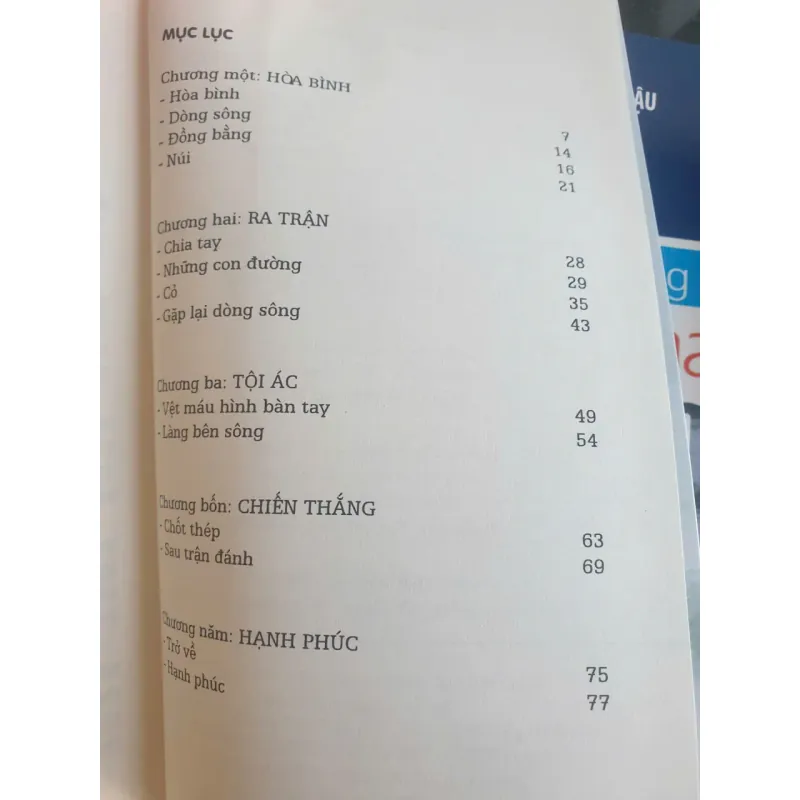 MỤC LỤC
Chương một: HÒA BÌNH
- Hòa bình 7
- Dòng sông 14
- Đồng bằng 16
- Núi 21
Chương hai: RA TRẬN
- Chia tay 28
- Những con đường 29
- Cỏ 35
- Gặp lại dòng sông 43
Chương ba: TỘI ÁC
- Vệt máu hình bàn tay 49
- Làng bên sông 54
Chương bốn: CHIẾN THẮNG
- Chốt thép 63
- Sau trận đánh 69
Chương năm: HẠNH PHÚC
- Trở về 75
- Hạnh phúc 77
ẬU
g